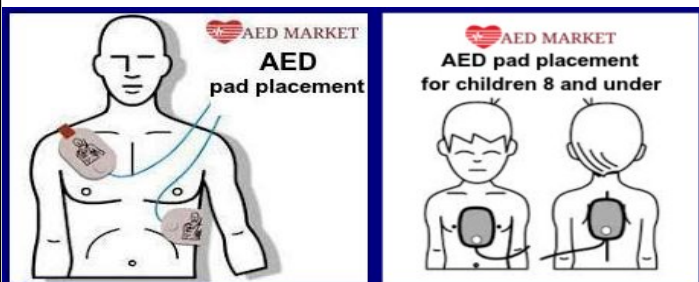 AED MARKET
AED
pad placement
AED MARKET
AED pad placement
for children 8 and under